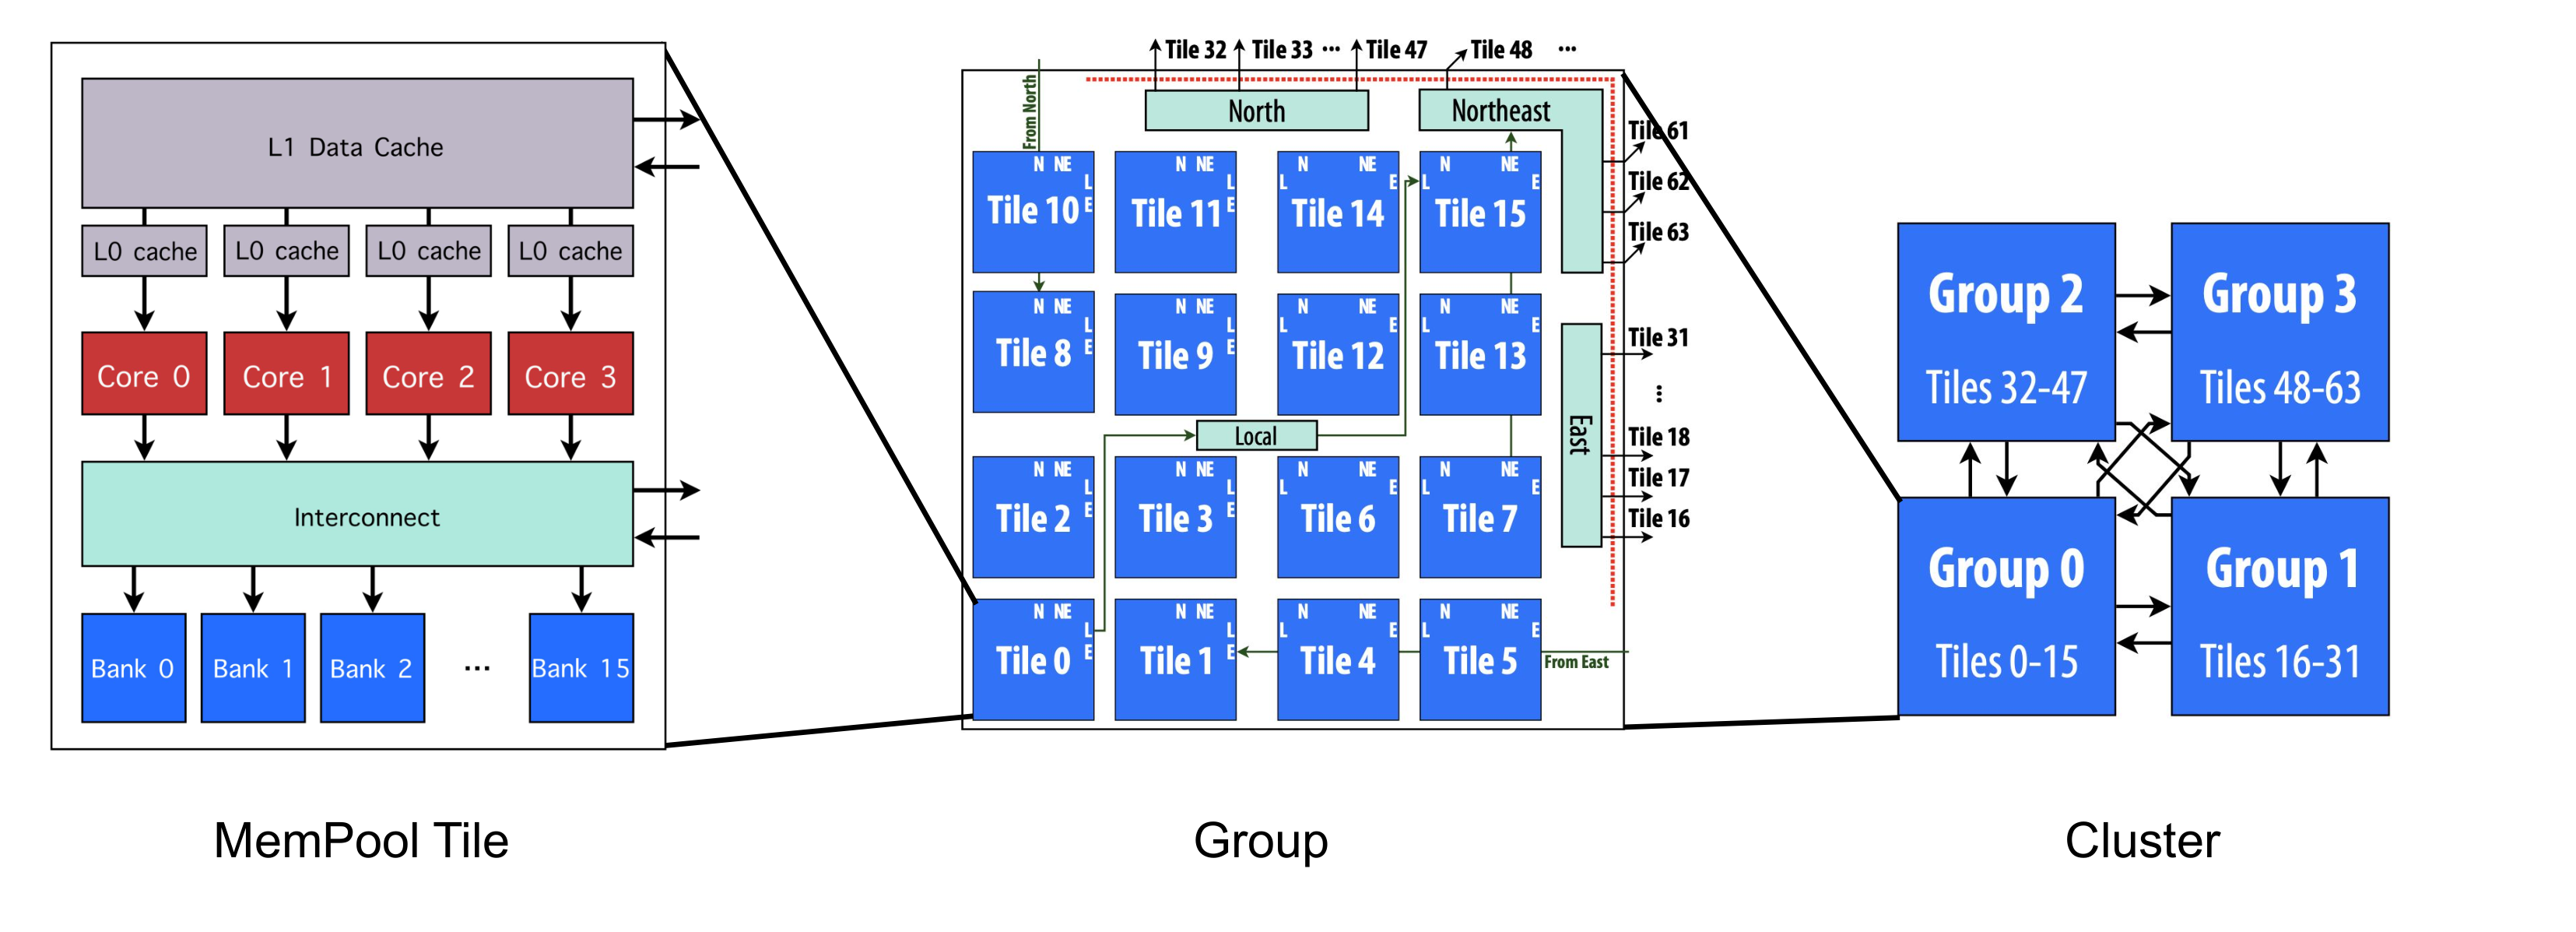 L1 Data Cache
L0 cache L0 cache L0 cache L0 cache
Core 0 Core 1 Core 2 Core 3
Interconnect
Bank 0 Bank 1 Bank 2 ... Bank 15
MemPool Tile
Tile 32 Tile 33 ... Tile 47 Tile 48 ...
From North
North
Northeast
Tile 61
Tile 62
Tile 63
N NE L E Tile 10
N NE L E Tile 11
N NE L E Tile 14
N NE L E Tile 15
N NE L E Tile 8
N NE L E Tile 9
N NE L E Tile 12
N NE L E Tile 13
Local
East
Tile 31
...
Tile 18
Tile 17
Tile 16
N NE L E Tile 2
N NE L E Tile 3
N NE L E Tile 6
N NE L E Tile 7
N NE L E Tile 0
N NE L E Tile 1
N NE L E Tile 4
N NE L E Tile 5
From East
Group
Group 2
Tiles 32-47
Group 3
Tiles 48-63
Group 0
Tiles 0-15
Group 1
Tiles 16-31
Cluster